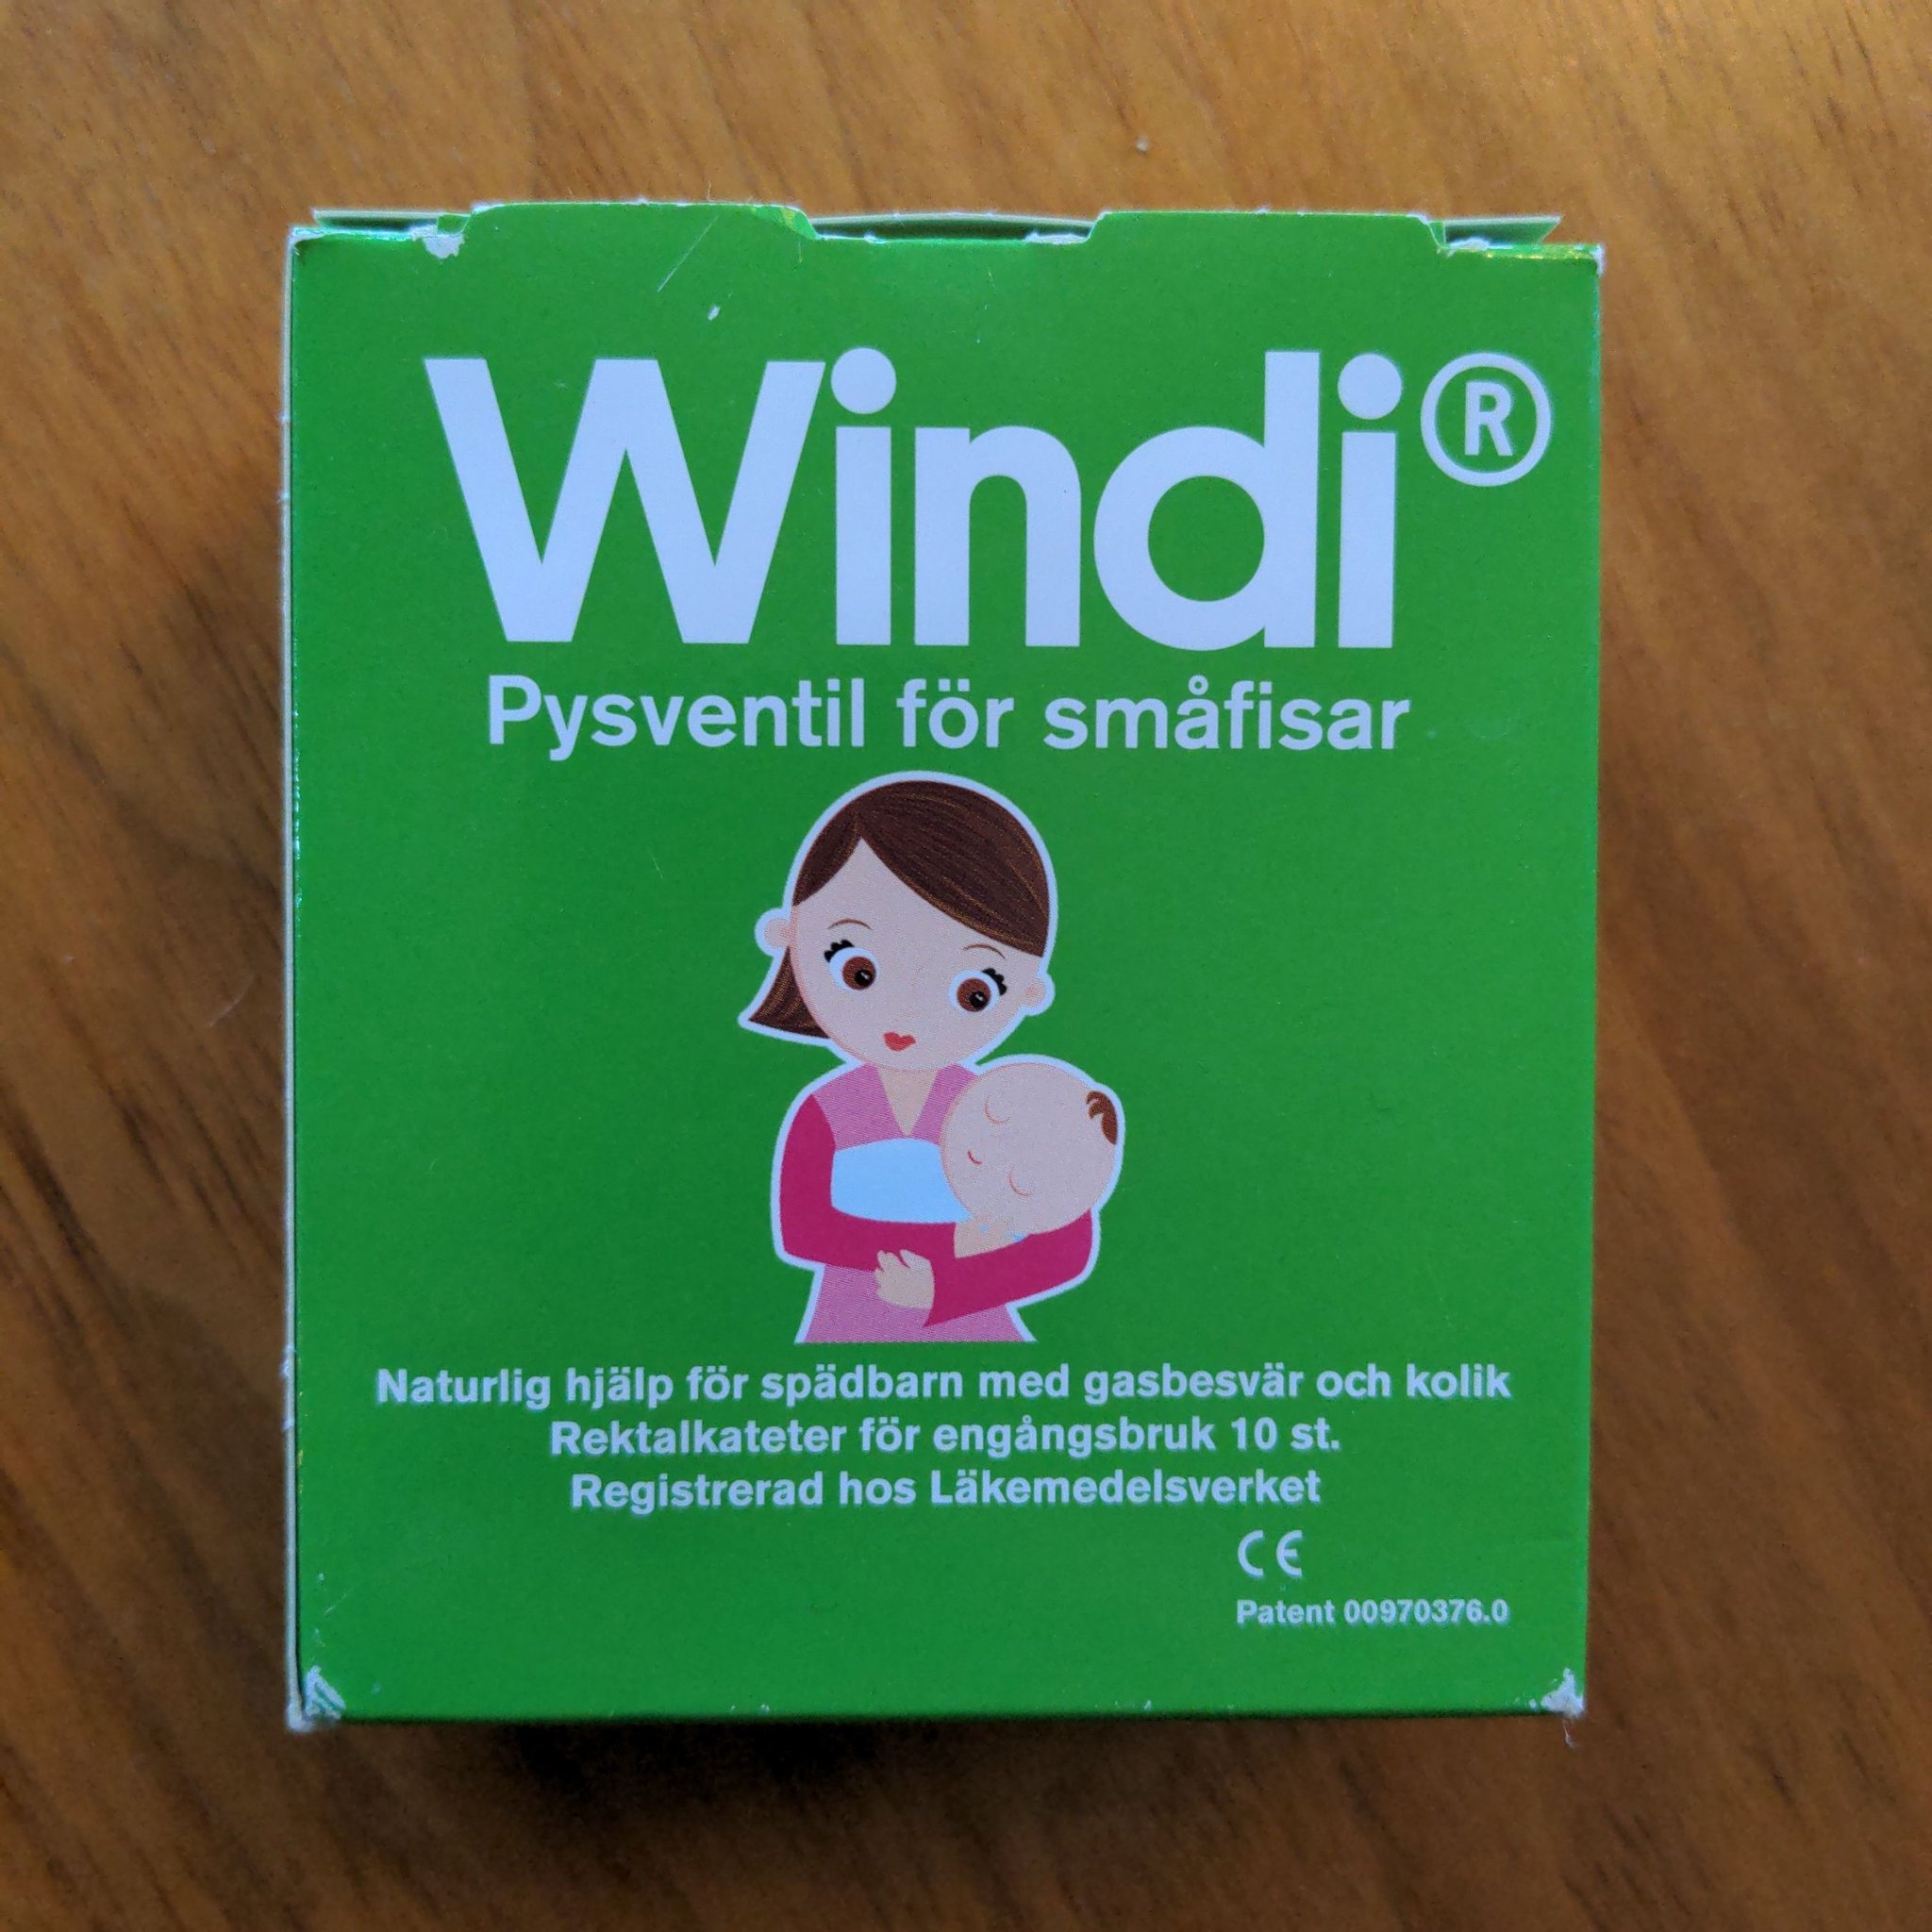 Windi®
Pysventil för småfisar
Naturlig hjälp för spädbarn med gasbesvär och kolik
Rektalkateter för engångsbruk 10 st.
Registrerad hos Läkemedelsverket
CE
Patent 00970376.0